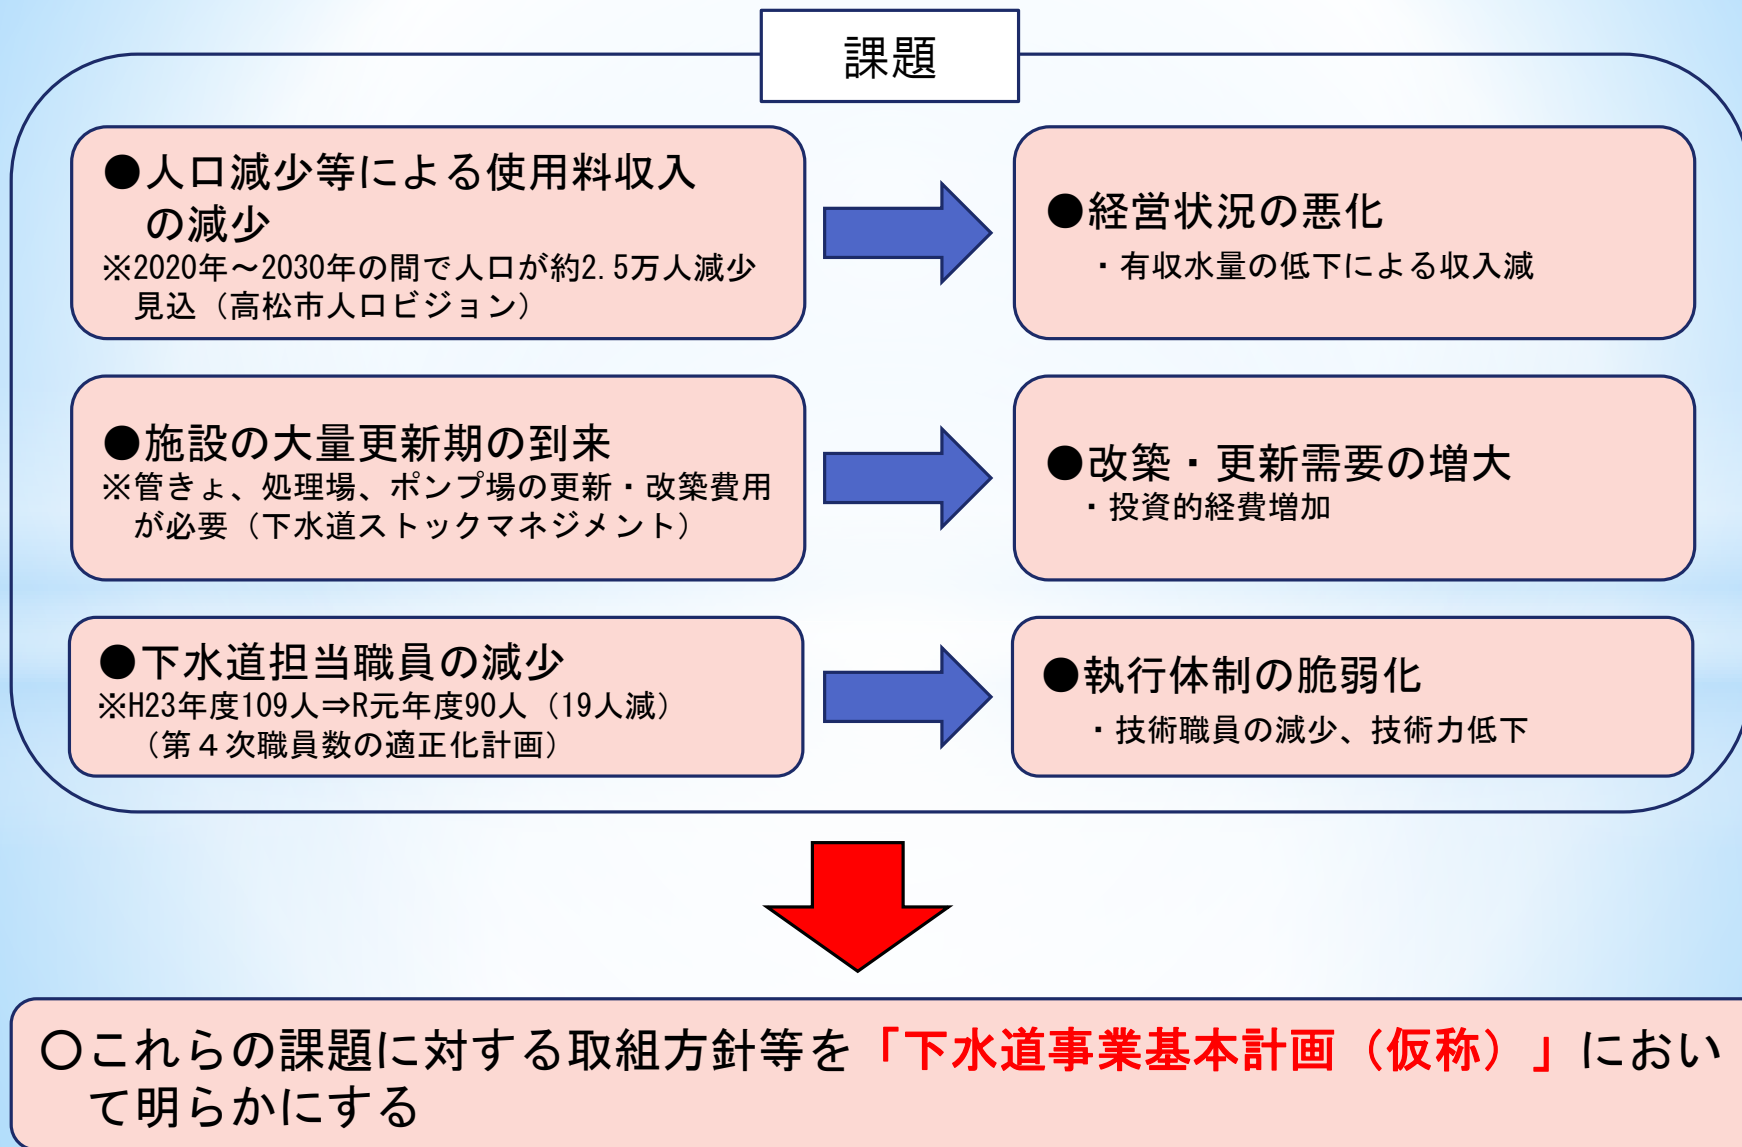 課題
●人口減少等による使用料収入
の減少
※2020年～2030年の間で人口が約2.5万人減少
見込（高松市人口ビジョン）
●経営状況の悪化
・有収水量の低下による収入減
●施設の大量更新期の到来
※管きょ、処理場、ポンプ場の更新・改築費用
が必要（下水道ストックマネジメント）
●改築・更新需要の増大
・投資的経費増加
●下水道担当職員の減少
※H23年度109人⇒R元年度90人（19人減）
（第４次職員数の適正化計画）
●執行体制の脆弱化
・技術職員の減少、技術力低下
〇これらの課題に対する取組方針等を「下水道事業基本計画（仮称）」におい
て明らかにする